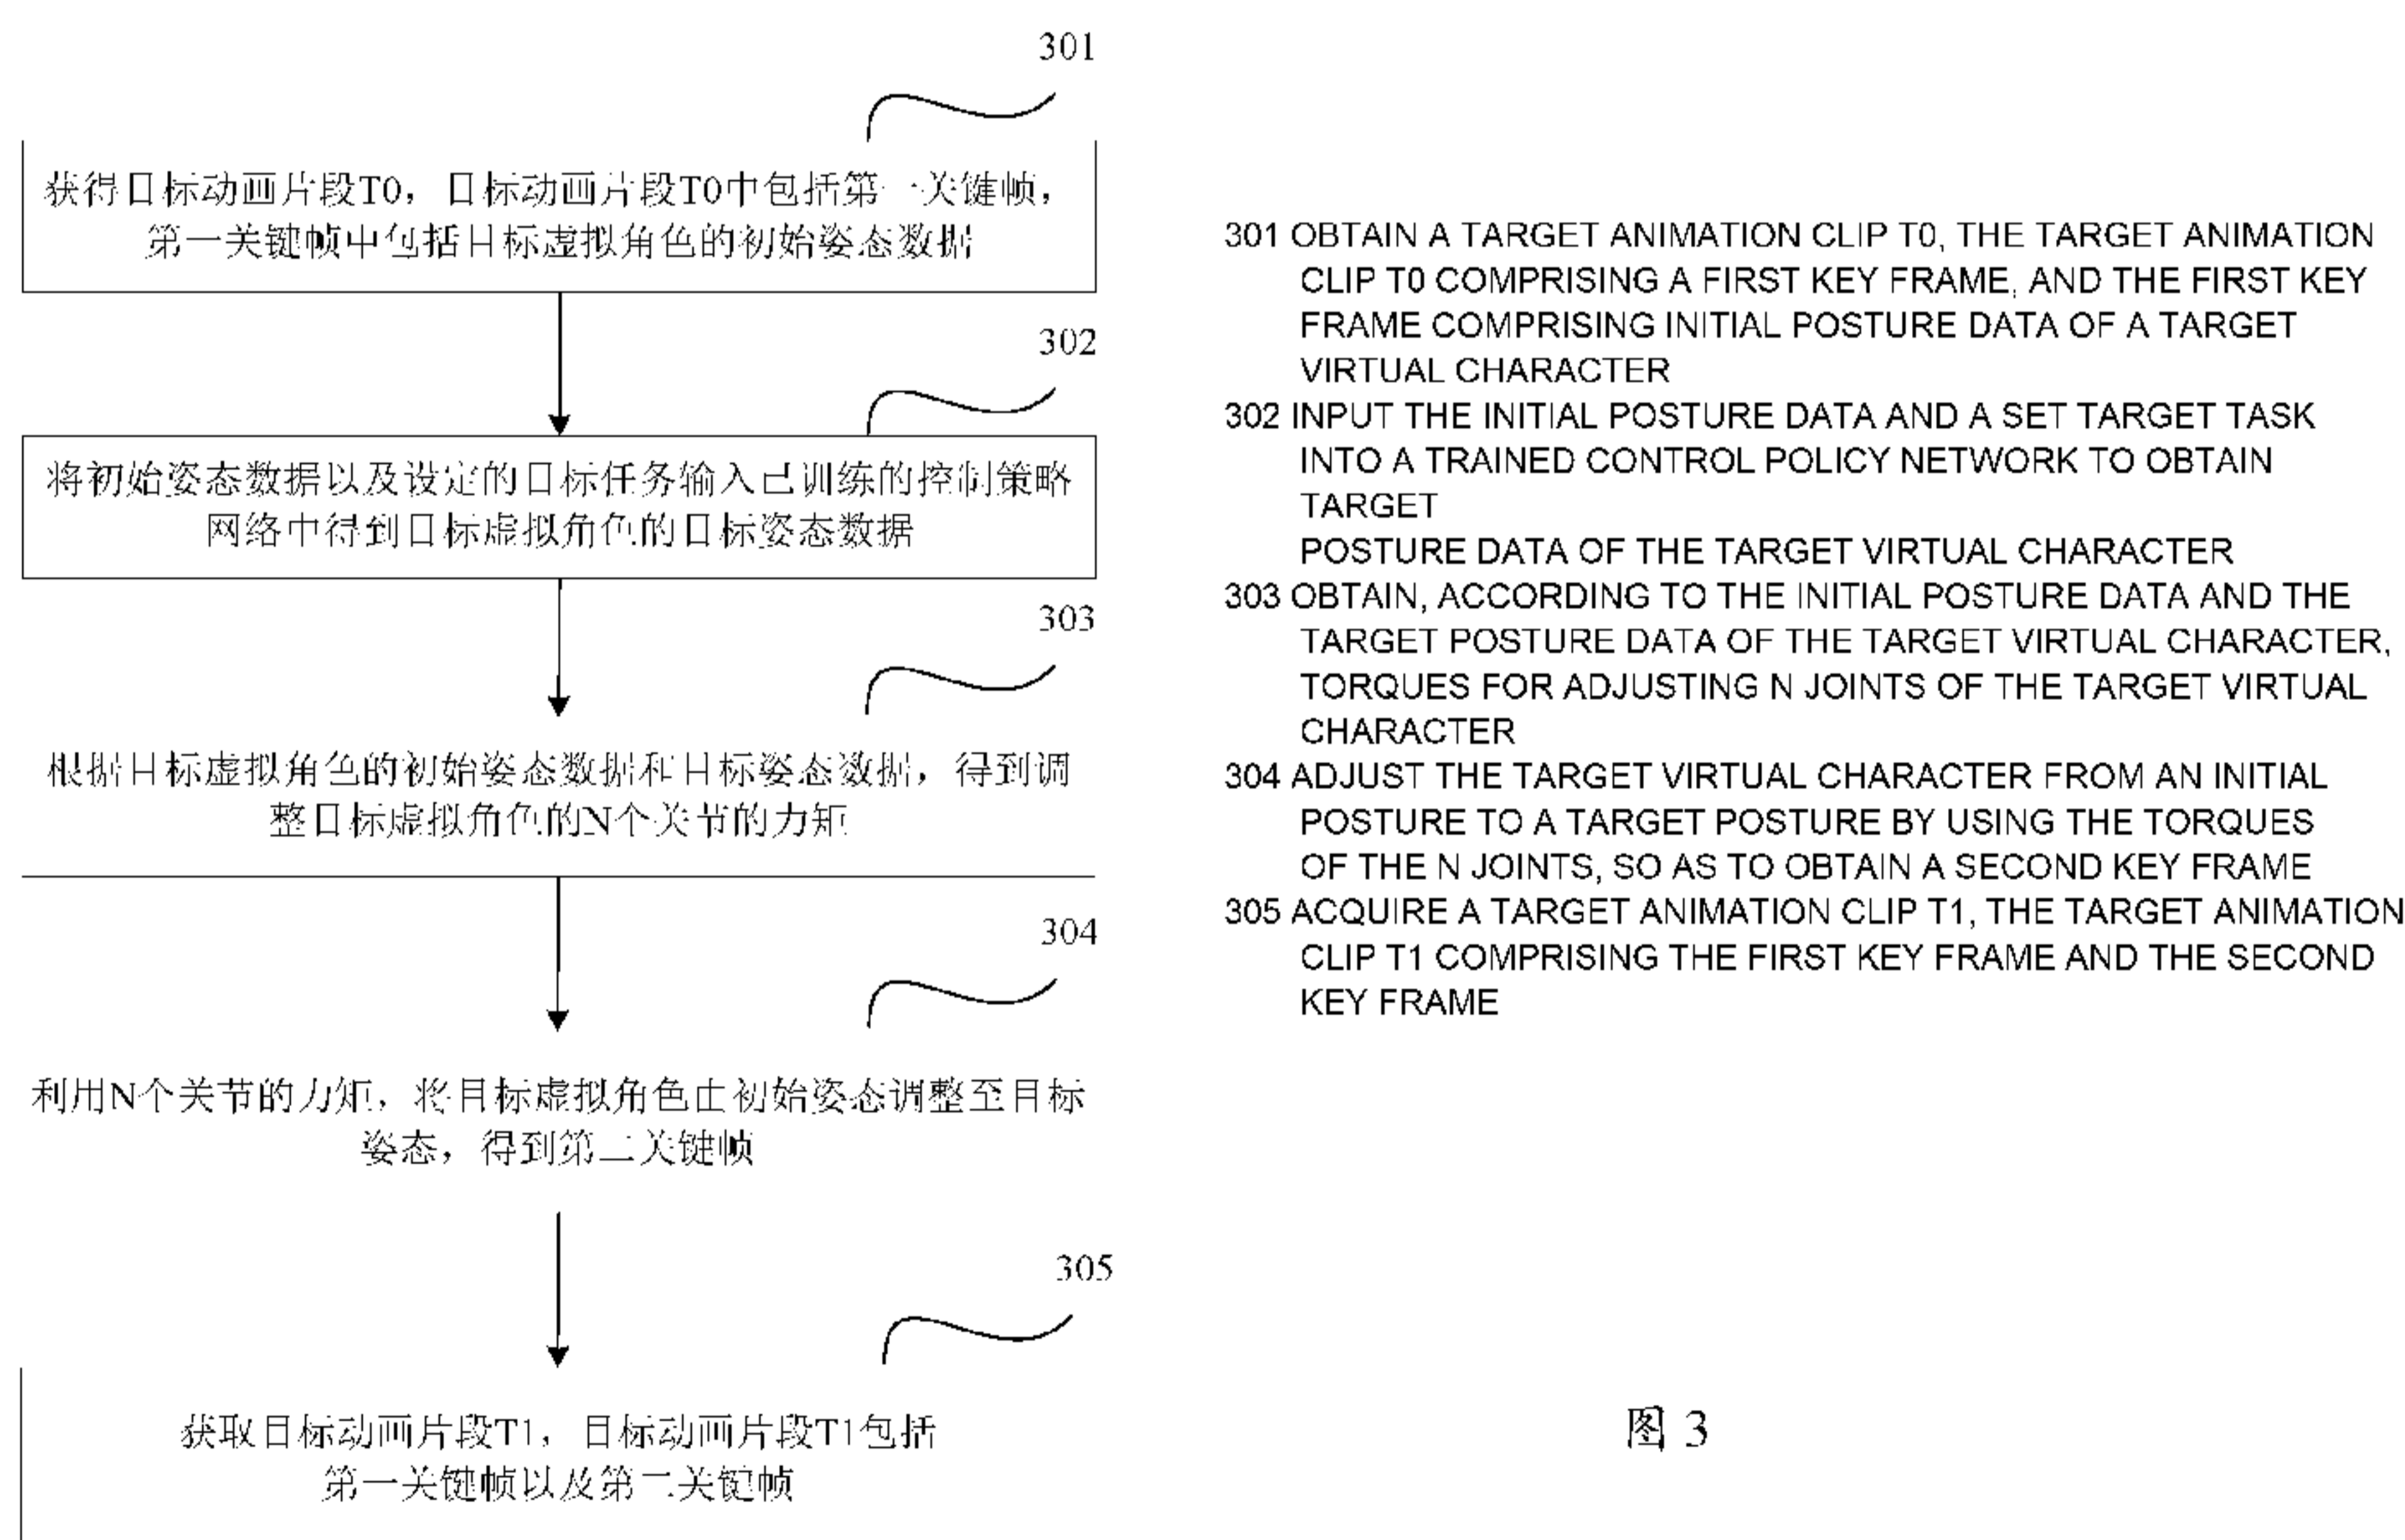 301
获得目标动画片段T0，目标动画片段T0中包括第一关键帧，
第一关键帧中包括目标虚拟角色的初始姿态数据
302
将初始姿态数据以及设定的目标任务输入已训练的控制策略
网络中得到目标虚拟角色的目标姿态数据
303
根据目标虚拟角色的初始姿态数据和目标姿态数据，得到调
整目标虚拟角色的N个关节的力矩
304
利用N个关节的力矩，将目标虚拟角色由初始姿态调整至目标
姿态，得到第二关键帧
305
获取目标动画片段T1，目标动画片段T1包括
第一关键帧以及第二关键帧
301 OBTAIN A TARGET ANIMATION CLIP T0, THE TARGET ANIMATION
CLIP T0 COMPRISING A FIRST KEY FRAME, AND THE FIRST KEY
FRAME COMPRISING INITIAL POSTURE DATA OF A TARGET
VIRTUAL CHARACTER
302 INPUT THE INITIAL POSTURE DATA AND A SET TARGET TASK
INTO A TRAINED CONTROL POLICY NETWORK TO OBTAIN
TARGET
POSTURE DATA OF THE TARGET VIRTUAL CHARACTER
303 OBTAIN, ACCORDING TO THE INITIAL POSTURE DATA AND THE
TARGET POSTURE DATA OF THE TARGET VIRTUAL CHARACTER,
TORQUES FOR ADJUSTING N JOINTS OF THE TARGET VIRTUAL
CHARACTER
304 ADJUST THE TARGET VIRTUAL CHARACTER FROM AN INITIAL
POSTURE TO A TARGET POSTURE BY USING THE TORQUES
OF THE N JOINTS, SO AS TO OBTAIN A SECOND KEY FRAME
305 ACQUIRE A TARGET ANIMATION CLIP T1, THE TARGET ANIMATION
CLIP T1 COMPRISING THE FIRST KEY FRAME AND THE SECOND
KEY FRAME
图 3